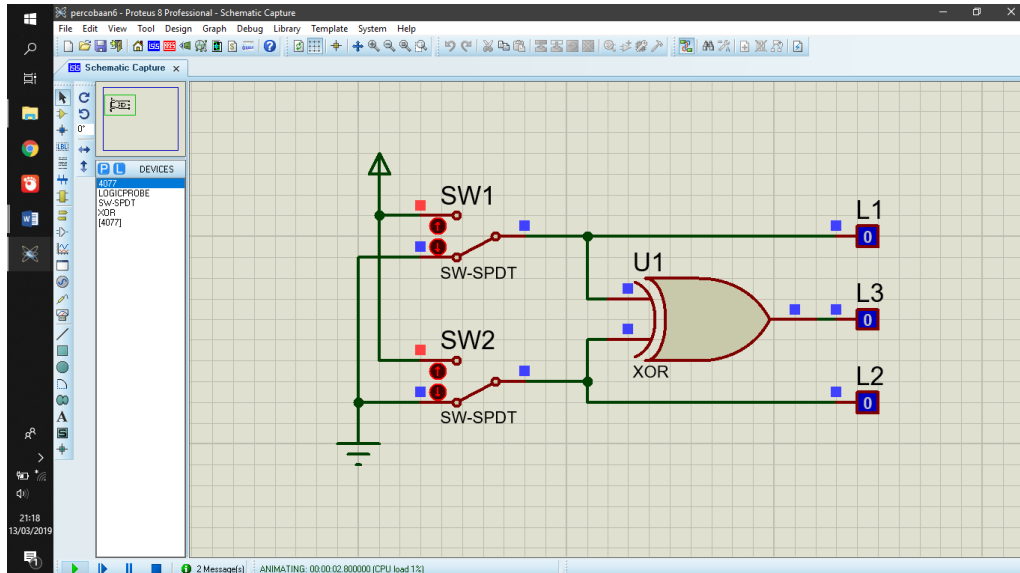 percobaan6 - Proteus 8 Professional - Schematic Capture
File Edit View Tool Design Graph Debug Library Template System Help
Schematic Capture
0°
LBL
P L DEVICES
4077
LOGICPROBE
SW-SPDT
XOR
[4077]
SW1
SW-SPDT
SW2
SW-SPDT
U1
XOR
L1
0
L3
0
L2
0
21:18
13/03/2019
2 Message(s) ANIMATING: 00:00:02.800000 (CPU load 1%)